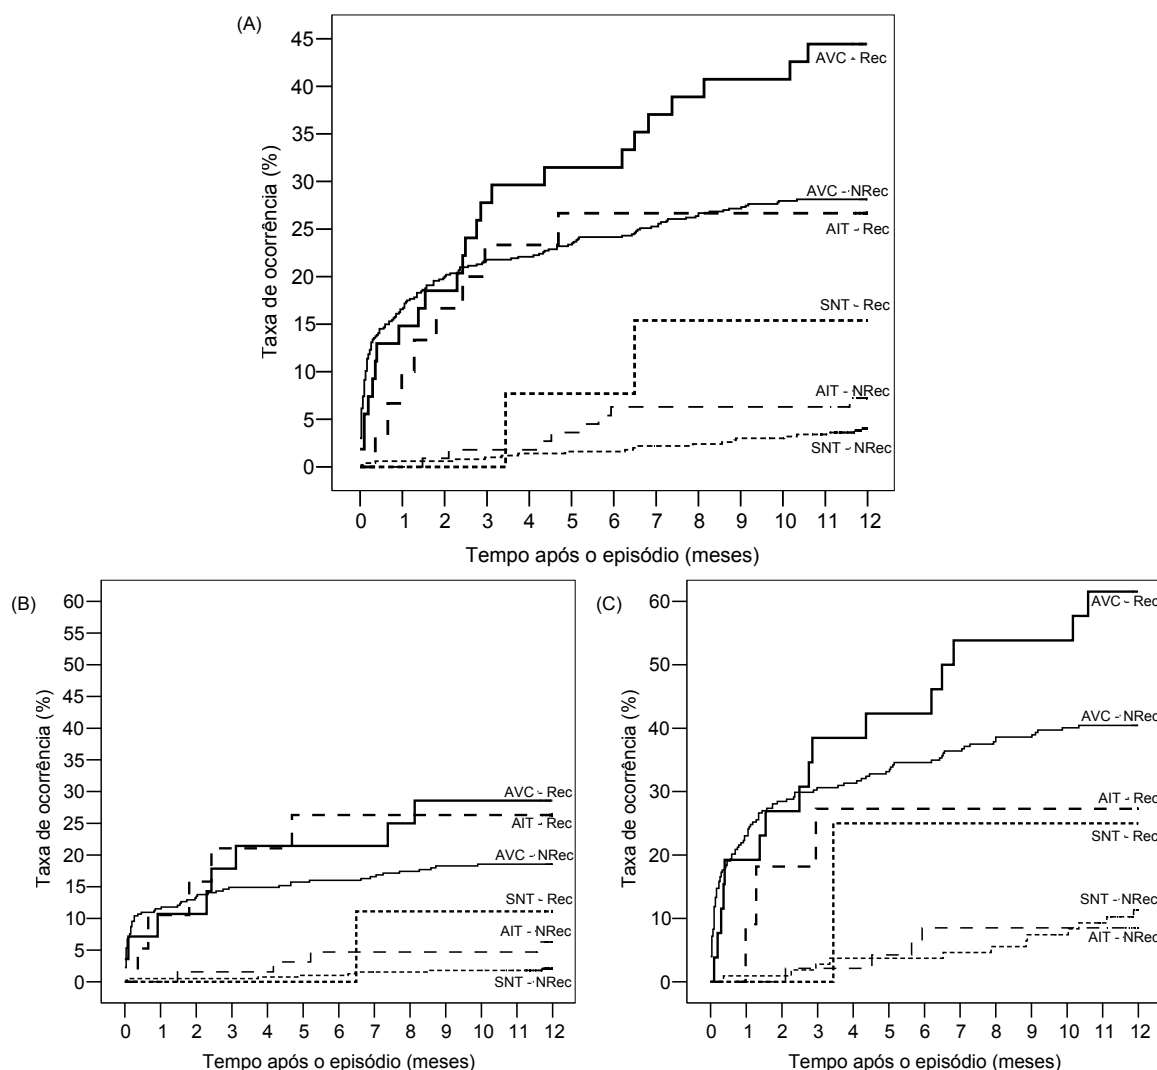 (A)
Taxa de ocorrência (%)
45
40
35
30
25
20
15
10
5
0
AVC - Rec
AVC - NRec
AIT - Rec
SNT - Rec
AIT - NRec
SNT - NRec
0 1 2 3 4 5 6 7 8 9 10 11 12
Tempo após o episódio (meses)
(B)
Taxa de ocorrência (%)
60
55
50
45
40
35
30
25
20
15
10
5
0
AVC - Rec
AIT - Rec
AVC - NRec
SNT - Rec
AIT - NRec
SNT - NRec
0 1 2 3 4 5 6 7 8 9 10 11 12
Tempo após o episódio (meses)
(C)
Taxa de ocorrência (%)
60
50
40
30
20
10
0
AVC - Rec
AVC - NRec
AIT - Rec
SNT - Rec
SNT - NRec
AIT - NRec
0 1 2 3 4 5 6 7 8 9 10 11 12
Tempo após o episódio (meses)